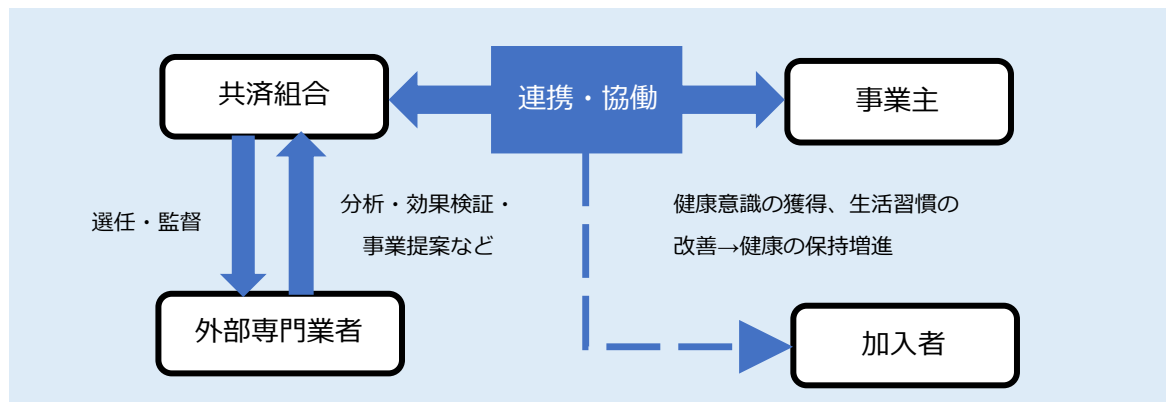 共済組合
連携・協働
事業主
選任・監督
分析・効果検証・
事業提案など
健康意識の獲得、生活習慣の
改善→健康の保持増進
外部専門業者
加入者